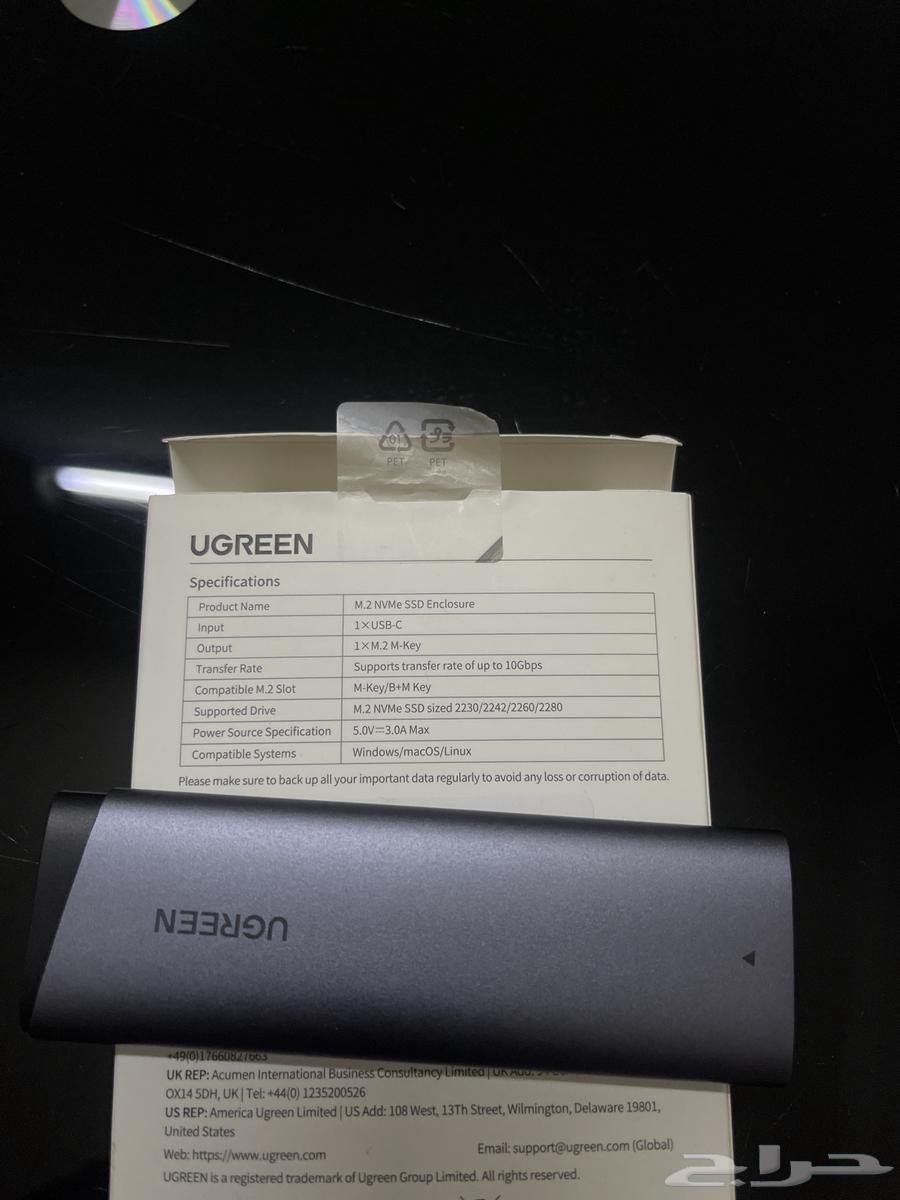 01
PET
PET
UGREEN
Specifications
Product Name M.2 NVMe SSD Enclosure
Input 1×USB-C
Output 1×M.2 M-Key
Transfer Rate Supports transfer rate of up to 10Gbps
Compatible M.2 Slot M-Key/B+M Key
Supported Drive M.2 NVMe SSD sized 2230/2242/2260/2280
Power Source Specification 5.0V⎓3.0A Max
Compatible Systems Windows/macOS/Linux
Please make sure to back up all your important data regularly to avoid any loss or corruption of data.
UGREEN
+49(0)17660827663
UK REP: Acumen International Business Consultancy Limited | UK Add:
OX14 5DH, UK | Tel: +44(0) 1235200526
US REP: America Ugreen Limited | US Add: 108 West, 13Th Street, Wilmington, Delaware 19801,
United States
Web: https://www.ugreen.com Email: support@ugreen.com (Global)
UGREEN is a registered trademark of Ugreen Group Limited. All rights reserved.
حراج